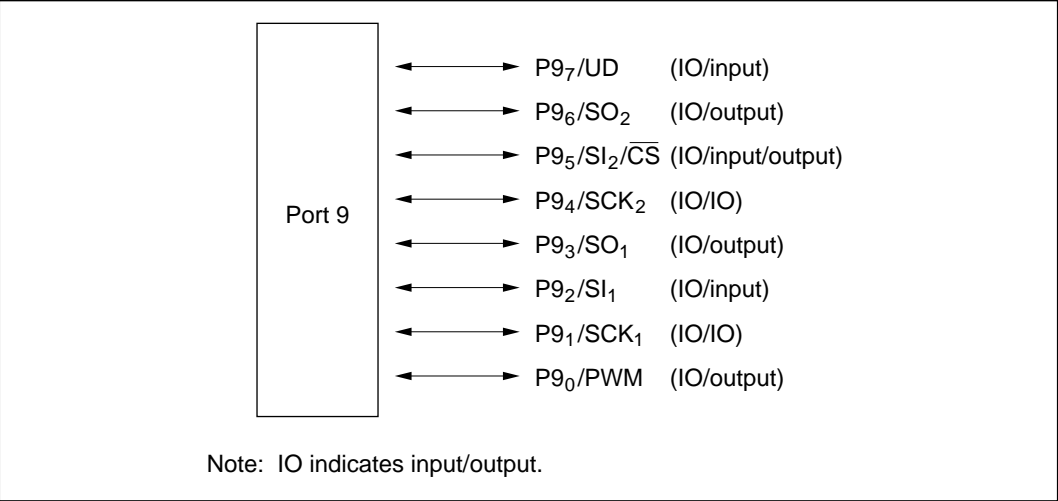 Port 9
P9₇/UD (IO/input)
P9₆/SO₂ (IO/output)
P9₅/SI₂/C̅S̅ (IO/input/output)
P9₄/SCK₂ (IO/IO)
P9₃/SO₁ (IO/output)
P9₂/SI₁ (IO/input)
P9₁/SCK₁ (IO/IO)
P9₀/PWM (IO/output)
Note: IO indicates input/output.